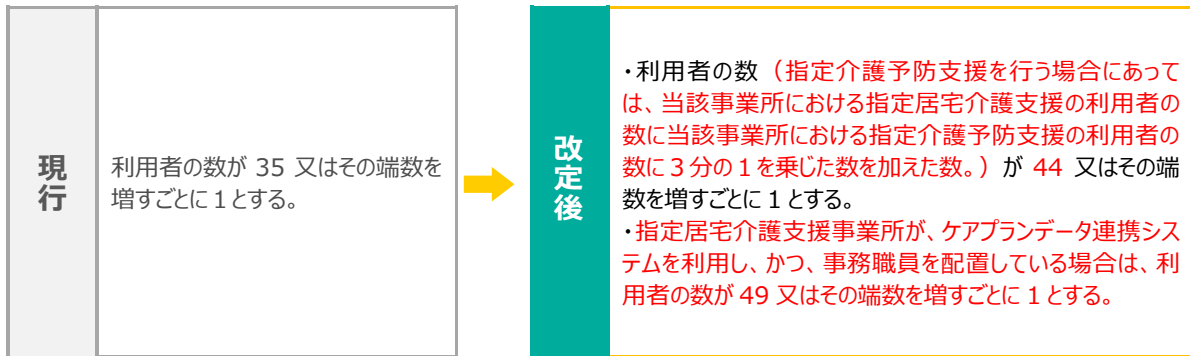 現行
利用者の数が 35 又はその端数を
増すごとに１とする。
改定後
・利用者の数（指定介護予防支援を行う場合にあって
は、当該事業所における指定居宅介護支援の利用者の
数に当該事業所における指定介護予防支援の利用者の
数に３分の１を乗じた数を加えた数。）が 44 又はその端
数を増すごとに１とする。
・指定居宅介護支援事業所が、ケアプランデータ連携シス
テムを利用し、かつ、事務職員を配置している場合は、利
用者の数が 49 又はその端数を増すごとに１とする。